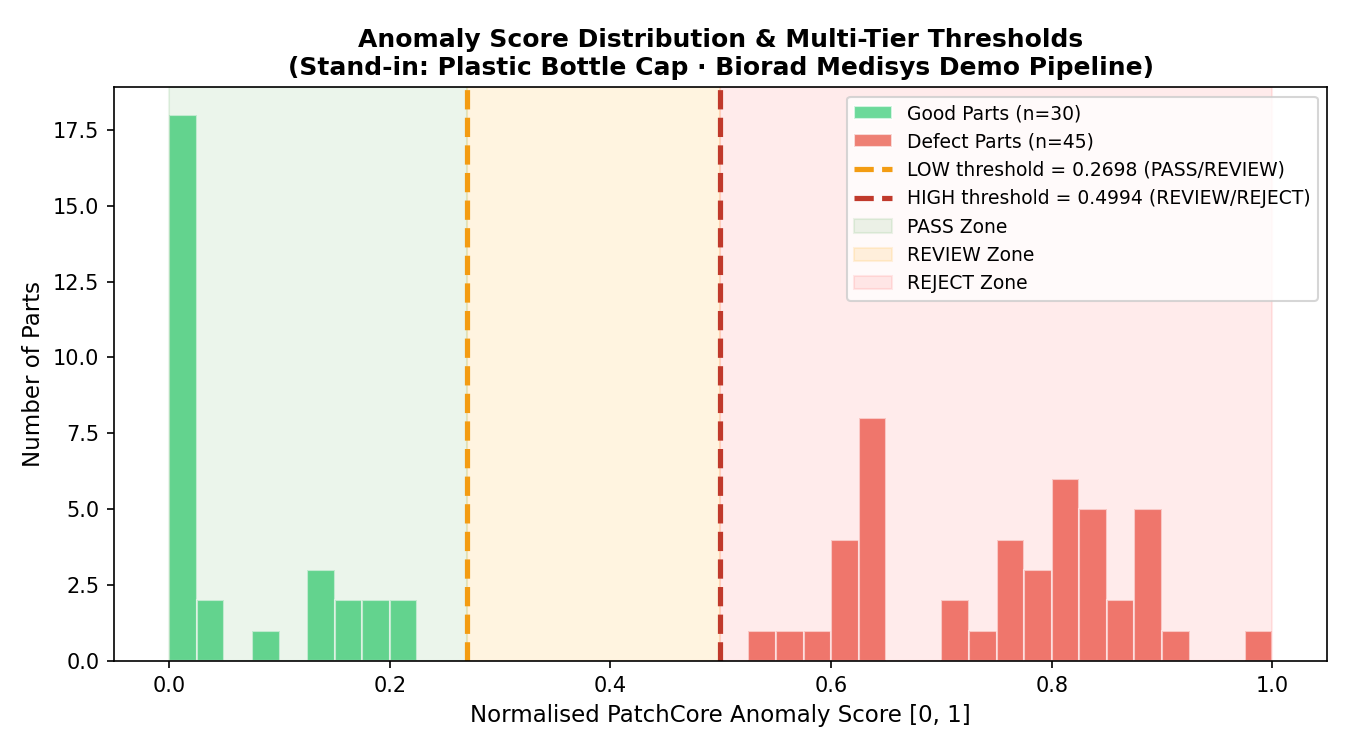 Anomaly Score Distribution & Multi-Tier Thresholds
(Stand-in: Plastic Bottle Cap · Biorad Medisys Demo Pipeline)
Good Parts (n=30)
Defect Parts (n=45)
LOW threshold = 0.2698 (PASS/REVIEW)
HIGH threshold = 0.4994 (REVIEW/REJECT)
PASS Zone
REVIEW Zone
REJECT Zone
Number of Parts
17.5
15.0
12.5
10.0
7.5
5.0
2.5
0.0
0.0 0.2 0.4 0.6 0.8 1.0
Normalised PatchCore Anomaly Score [0, 1]